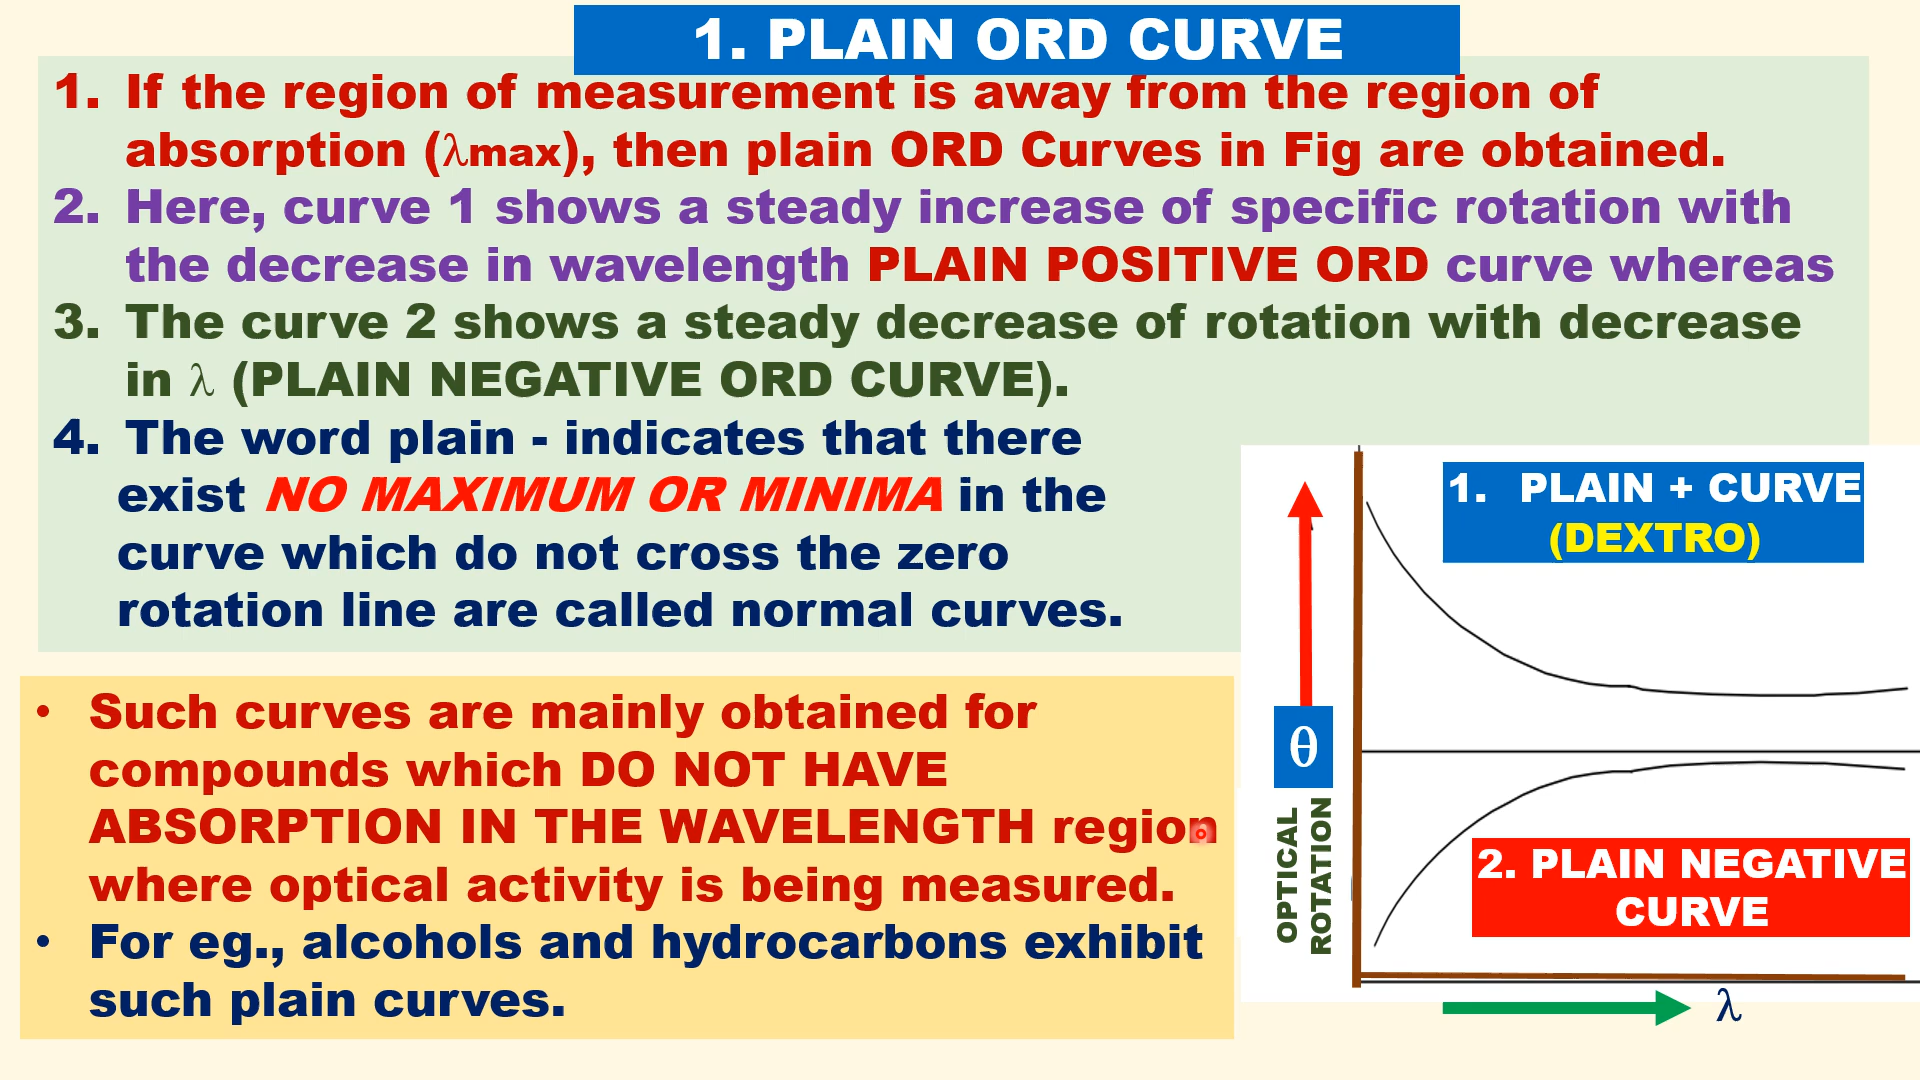 1. PLAIN ORD CURVE
1. If the region of measurement is away from the region of
absorption (λmax), then plain ORD Curves in Fig are obtained.
2. Here, curve 1 shows a steady increase of specific rotation with
the decrease in wavelength PLAIN POSITIVE ORD curve whereas
3. The curve 2 shows a steady decrease of rotation with decrease
in λ (PLAIN NEGATIVE ORD CURVE).
4. The word plain - indicates that there
exist NO MAXIMUM OR MINIMA in the
curve which do not cross the zero
rotation line are called normal curves.
• Such curves are mainly obtained for
compounds which DO NOT HAVE
ABSORPTION IN THE WAVELENGTH region
where optical activity is being measured.
• For eg., alcohols and hydrocarbons exhibit
such plain curves.
1. PLAIN + CURVE
(DEXTRO)
θ
OPTICAL
ROTATION
2. PLAIN NEGATIVE
CURVE
λ